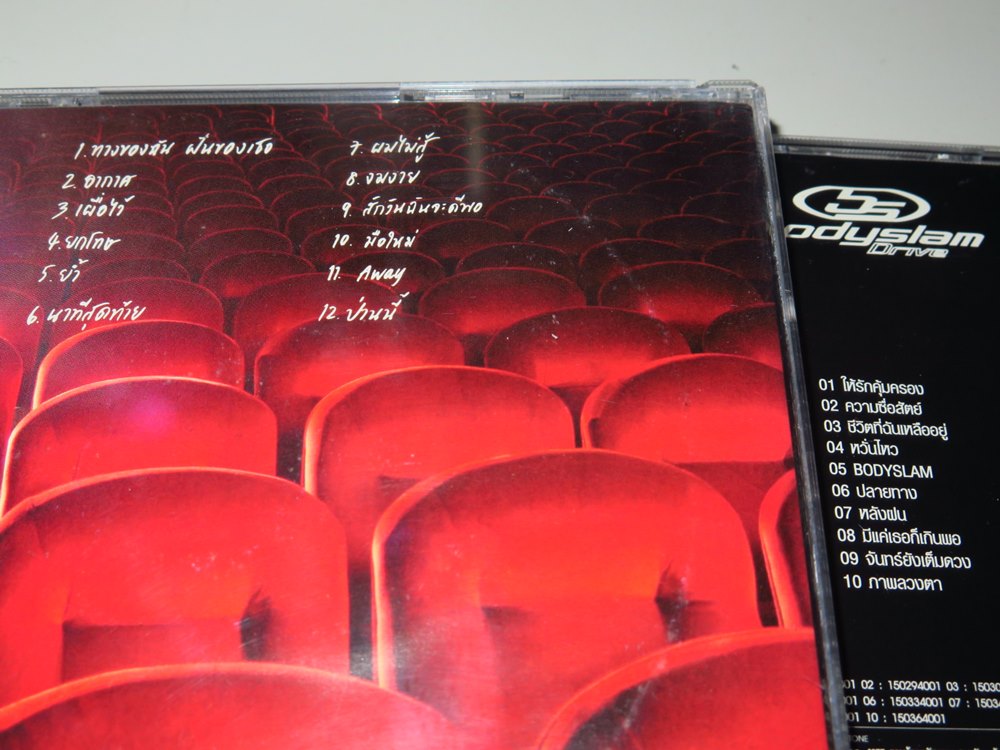 1. ทางของฉัน ฝันของเธอ
2. อากาศ
3. เผื่อไว้
4. ยกโทษ
5. ย้ำ
6. นาทีสุดท้าย
7. ผมไม่สู้
8. งมงาย
9. สักวันฉันจะดีพอ
10. มือใหม่
11. Away
12. ป่านนี้
bs
odyslam
Drive
01 ให้รักคุ้มครอง
02 ความซื่อสัตย์
03 ชีวิตที่ฉันเหลืออยู่
04 หวั่นไหว
05 BODYSLAM
06 ปลายทาง
07 หลังฝน
08 มีแค่เธอก็เกินพอ
09 จันทร์ยังเต็มดวง
10 ภาพลวงตา
001 02 : 150294001 03 : 15030
001 06 : 150334001 07 : 15034
001 10 : 150364001